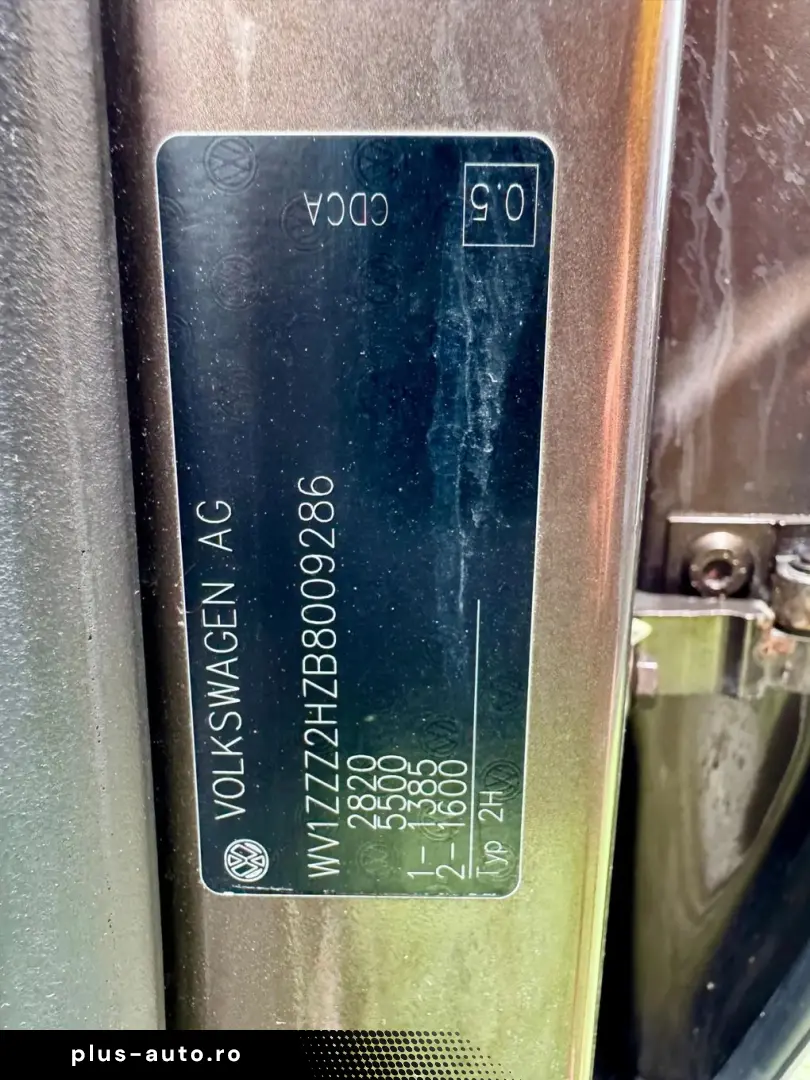 VOLKSWAGEN AG
WV1ZZZ2HZB8009286
2820
5500
1- 1385
2- 1600
Typ 2H
CDCA
0.5
plus-auto.ro